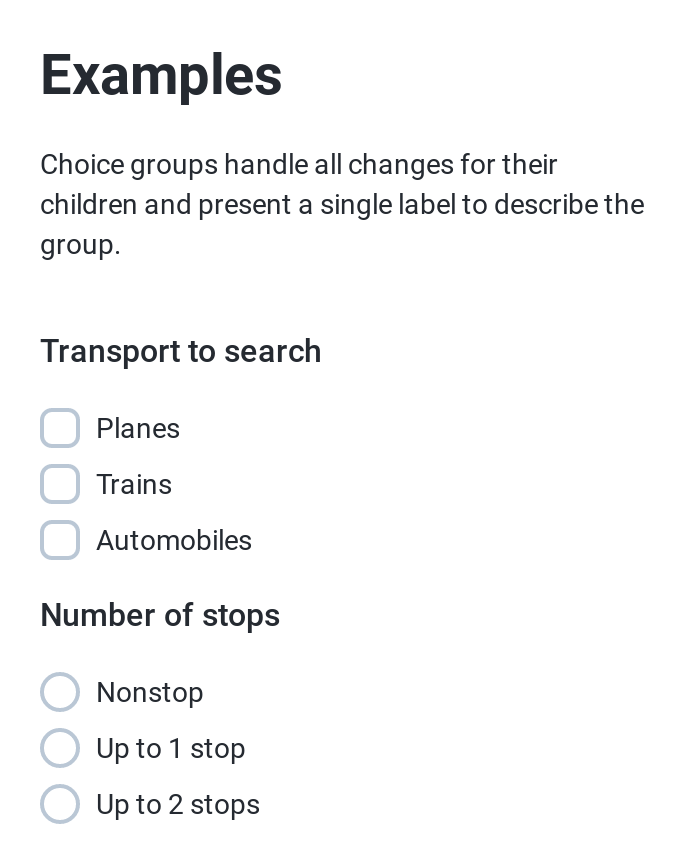 Examples
Choice groups handle all changes for their
children and present a single label to describe the
group.
Transport to search
Planes
Trains
Automobiles
Number of stops
Nonstop
Up to 1 stop
Up to 2 stops